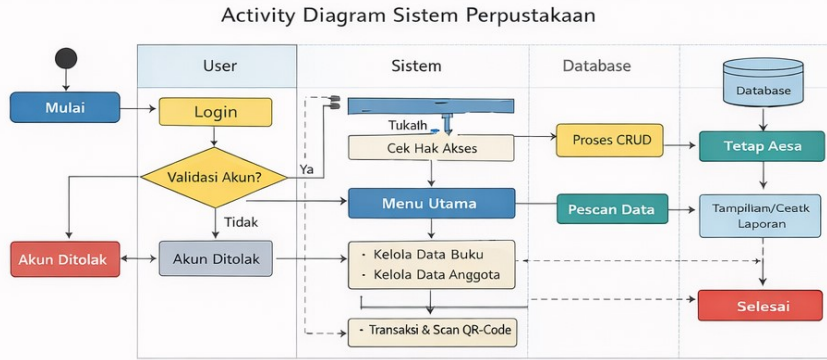 Activity Diagram Sistem Perpustakaan
User
Sistem
Database
Database
Mulai
Login
Tukath
Cek Hak Akses
Proses CRUD
Tetap Aesa
Validasi Akun?
Ya
Tidak
Menu Utama
Pescan Data
Tampilian/Ceatk
Laporan
Akun Ditolak
Akun Ditolak
- Kelola Data Buku
- Kelola Data Anggota
Selesai
- Transaksi & Scan QR-Code